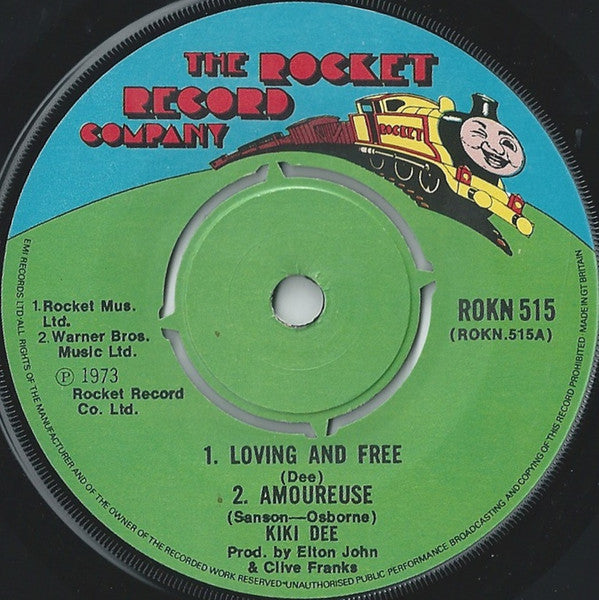 THE ROCKET
RECORD
COMPANY
ROCKET
1. Rocket Mus.
Ltd.
2. Warner Bros.
Music Ltd.
Ⓟ 1973
Rocket Record
Co. Ltd.
ROKN 515
(ROKN.515A)
1. LOVING AND FREE
(Dee)
2. AMOUREUSE
(Sanson—Osborne)
KIKI DEE
Prod. by Elton John
& Clive Franks
EMI RECORDS LTD·ALL RIGHTS OF THE MANUFACTURER AND OF THE OWNER OF THE RECORDED WORK RESERVED·UNAUTHORISED PUBLIC PERFORMANCE BROADCASTING AND COPYING OF THIS RECORD PROHIBITED·MADE IN GT BRITAIN